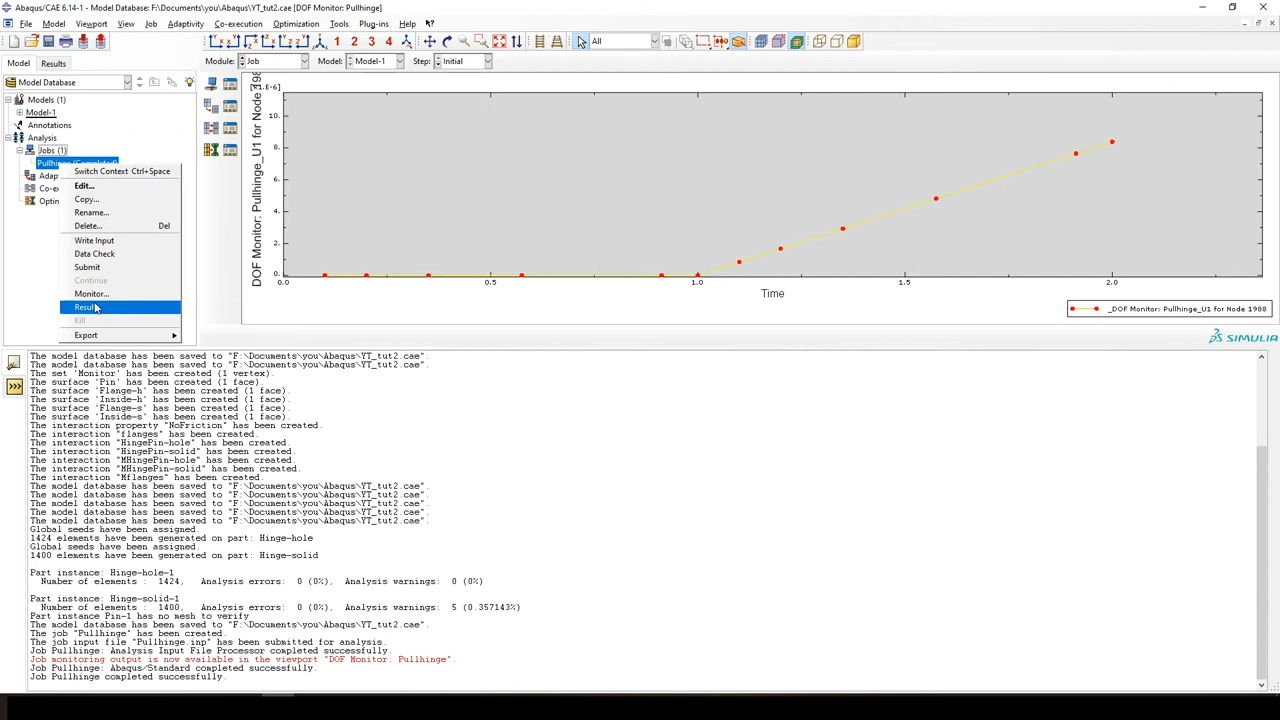 Abaqus/CAE 6.14-1 - Model Database: F:\Documents\you\Abaqus\YT_tut2.cae [DOF Monitor: Pullhinge]
File Model Viewport View Job Adaptivity Co-execution Optimization Tools Plug-ins Help
1 2 3 4 All
Model Results Module: Job Model: Model-1 Step: Initial
Model Database
Models (1)
Model-1
Annotations
Analysis
Jobs (1)
Pullhinge (Completed)
Adap
Co-ex
Optim
Switch Context Ctrl+Space
Edit...
Copy...
Rename...
Delete... Del
Write Input
Data Check
Submit
Continue
Monitor...
Results
Kill
Export
DOF Monitor: Pullhinge_U1 for Node 198
10.
8.
6.
4.
2.
0.
0.0 0.5 1.0 1.5 2.0
Time
_DOF Monitor: Pullhinge_U1 for Node 1988
SIMULIA
The model database has been saved to "F:\Documents\you\Abaqus\YT_tut2.cae".
The model database has been saved to "F:\Documents\you\Abaqus\YT_tut2.cae".
The set 'Monitor' has been created (1 vertex).
The surface 'Pin' has been created (1 face).
The surface 'Flange-h' has been created (1 face).
The surface 'Inside-h' has been created (1 face).
The surface 'Flange-s' has been created (1 face).
The surface 'Inside-s' has been created (1 face).
The interaction property "NoFriction" has been created.
The interaction "flanges" has been created.
The interaction "HingePin-hole" has been created.
The interaction "HingePin-solid" has been created.
The interaction "MHingePin-hole" has been created.
The interaction "MHingePin-solid" has been created.
The interaction "Mflanges" has been created.
The model database has been saved to "F:\Documents\you\Abaqus\YT_tut2.cae".
The model database has been saved to "F:\Documents\you\Abaqus\YT_tut2.cae".
The model database has been saved to "F:\Documents\you\Abaqus\YT_tut2.cae".
The model database has been saved to "F:\Documents\you\Abaqus\YT_tut2.cae".
The model database has been saved to "F:\Documents\you\Abaqus\YT_tut2.cae".
Global seeds have been assigned.
1424 elements have been generated on part: Hinge-hole
Global seeds have been assigned.
1400 elements have been generated on part: Hinge-solid
Part instance: Hinge-hole-1
Number of elements : 1424, Analysis errors: 0 (0%), Analysis warnings: 0 (0%)
Part instance: Hinge-solid-1
Number of elements : 1400, Analysis errors: 0 (0%), Analysis warnings: 5 (0.357143%)
Part instance Pin-1 has no mesh to verify
The model database has been saved to "F:\Documents\you\Abaqus\YT_tut2.cae".
The job "Pullhinge" has been created.
The job input file "Pullhinge.inp" has been submitted for analysis.
Job Pullhinge: Analysis Input File Processor completed successfully.
Job monitoring output is now available in the viewport "DOF Monitor: Pullhinge".
Job Pullhinge: Abaqus/Standard completed successfully.
Job Pullhinge completed successfully.